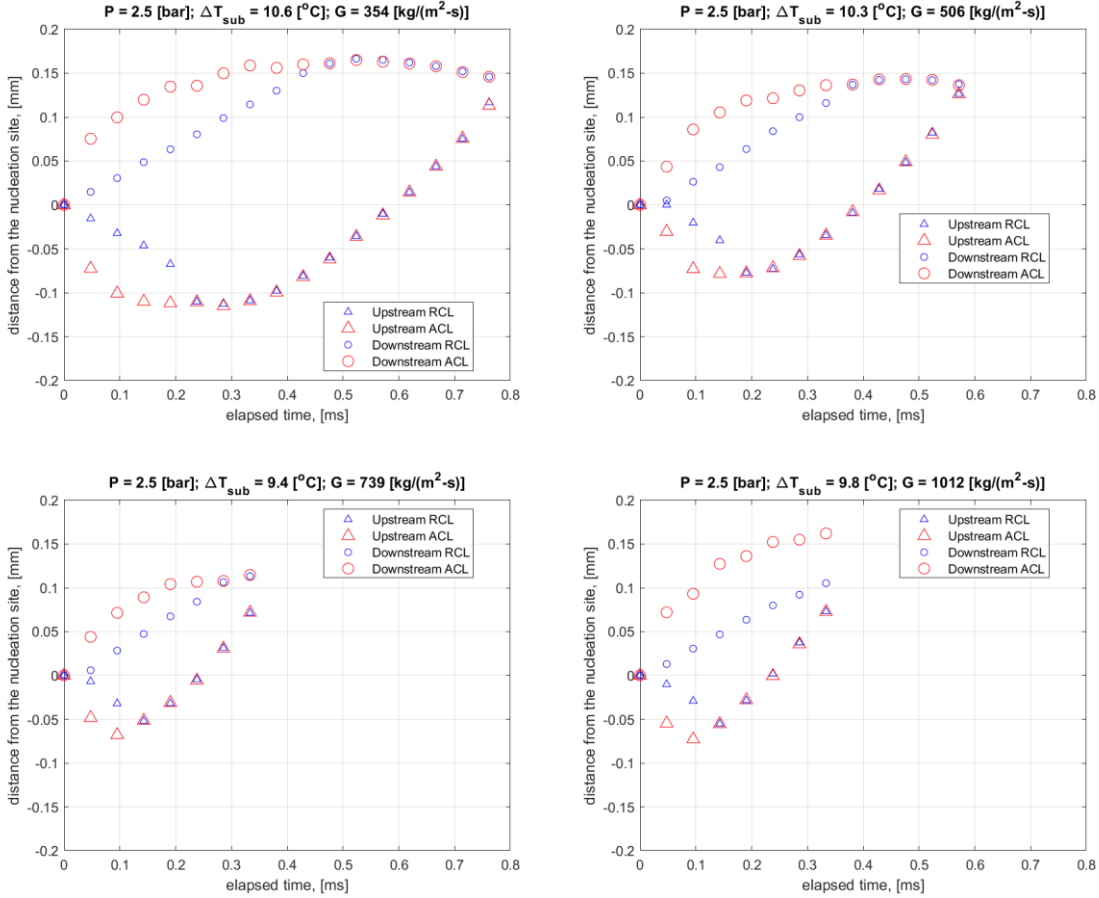 P = 2.5 [bar]; ΔT_sub = 10.6 [°C]; G = 354 [kg/(m²-s)]
0.2
0.15
0.1
0.05
0
-0.05
-0.1
-0.15
-0.2
distance from the nucleation site, [mm]
Upstream RCL
Upstream ACL
Downstream RCL
Downstream ACL
0 0.1 0.2 0.3 0.4 0.5 0.6 0.7 0.8
elapsed time, [ms]
P = 2.5 [bar]; ΔT_sub = 10.3 [°C]; G = 506 [kg/(m²-s)]
0.2
0.15
0.1
0.05
0
-0.05
-0.1
-0.15
-0.2
distance from the nucleation site, [mm]
Upstream RCL
Upstream ACL
Downstream RCL
Downstream ACL
0 0.1 0.2 0.3 0.4 0.5 0.6 0.7 0.8
elapsed time, [ms]
P = 2.5 [bar]; ΔT_sub = 9.4 [°C]; G = 739 [kg/(m²-s)]
0.2
0.15
0.1
0.05
0
-0.05
-0.1
-0.15
-0.2
distance from the nucleation site, [mm]
Upstream RCL
Upstream ACL
Downstream RCL
Downstream ACL
0 0.1 0.2 0.3 0.4 0.5 0.6 0.7 0.8
elapsed time, [ms]
P = 2.5 [bar]; ΔT_sub = 9.8 [°C]; G = 1012 [kg/(m²-s)]
0.2
0.15
0.1
0.05
0
-0.05
-0.1
-0.15
-0.2
distance from the nucleation site, [mm]
Upstream RCL
Upstream ACL
Downstream RCL
Downstream ACL
0 0.1 0.2 0.3 0.4 0.5 0.6 0.7 0.8
elapsed time, [ms]